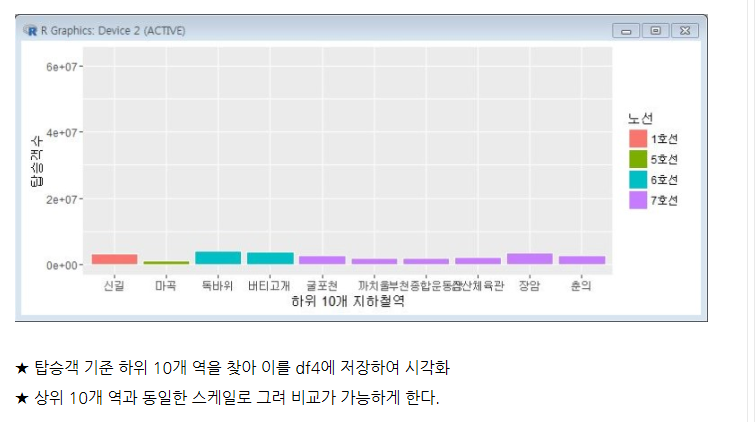 R Graphics: Device 2 (ACTIVE)
6e+07
4e+07
2e+07
0e+00
탑승객수
신길 마곡 독바위 버티고개 굴포천 장암 춘의
하위 10개 지하철역
노선
1호선
5호선
6호선
7호선
★ 탑승객 기준 하위 10개 역을 찾아 이를 df4에 저장하여 시각화
★ 상위 10개 역과 동일한 스케일로 그려 비교가 가능하게 한다.